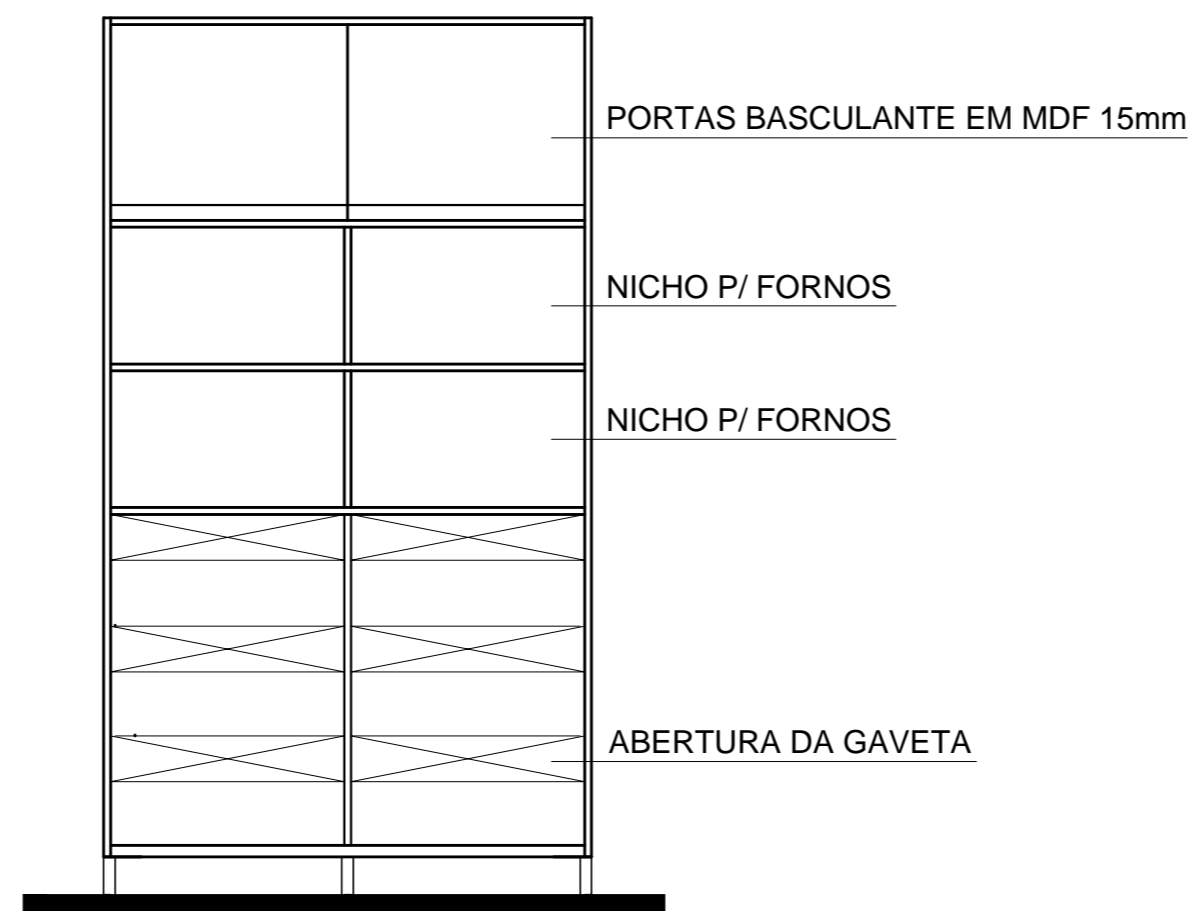 PORTAS BASCULANTE EM MDF 15mm
NICHO P/ FORNOS
NICHO P/ FORNOS
ABERTURA DA GAVETA